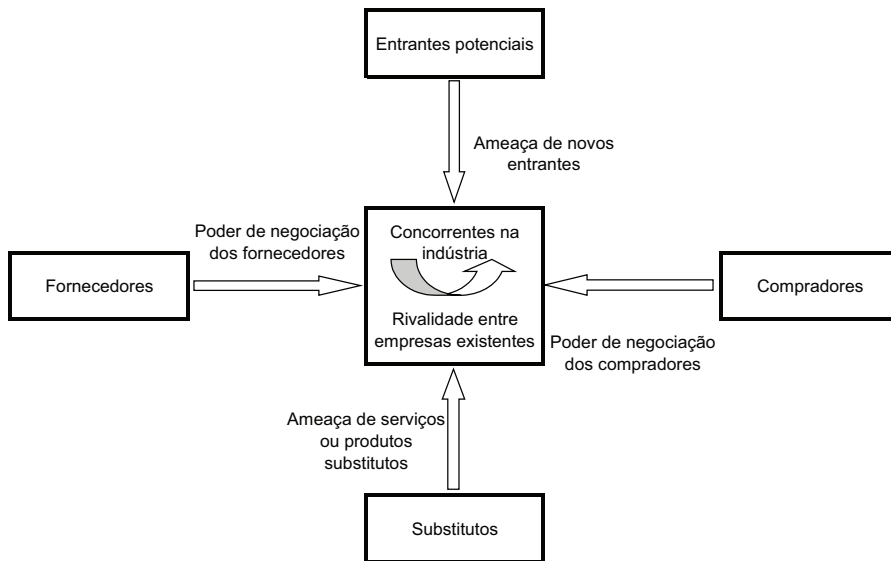 Entrantes potenciais
Ameaça de novos
entrantes
Poder de negociação
dos fornecedores
Fornecedores
Concorrentes na
indústria
Rivalidade entre
empresas existentes
Compradores
Poder de negociação
dos compradores
Ameaça de serviços
ou produtos
substitutos
Substitutos